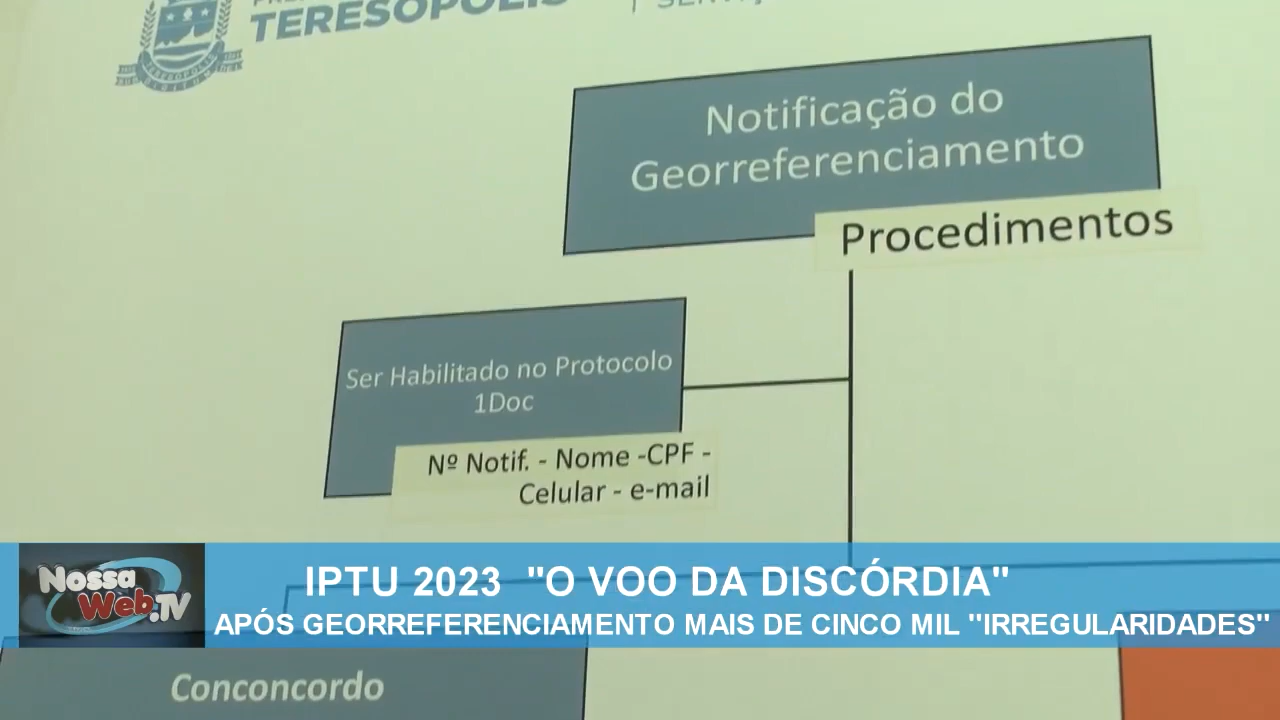 TERESÓPOLIS
Notificação do
Georreferenciamento
Procedimentos
Ser Habilitado no Protocolo
1Doc
Nº Notif. - Nome -CPF -
Celular - e-mail
Nossa
Web.TV
IPTU 2023 "O VOO DA DISCÓRDIA"
APÓS GEORREFERENCIAMENTO MAIS DE CINCO MIL "IRREGULARIDADES"
Conconcordo